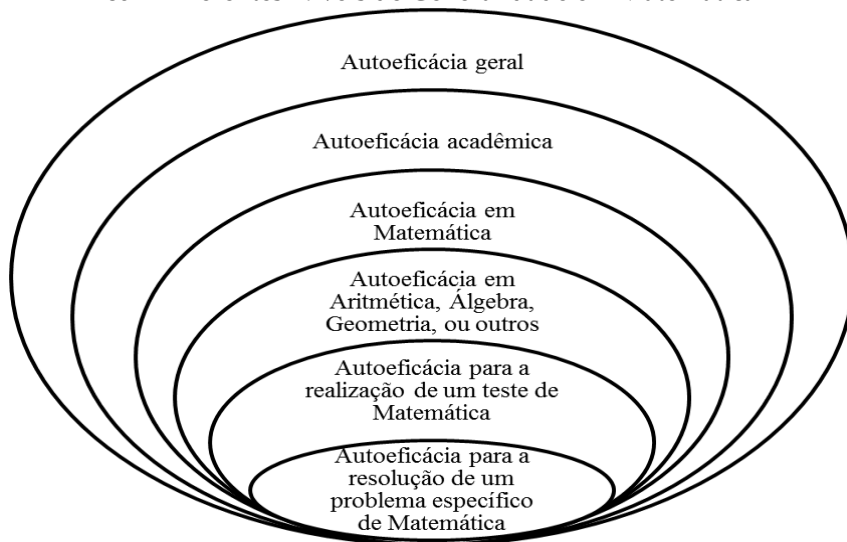 Autoeficácia geral
Autoeficácia acadêmica
Autoeficácia em
Matemática
Autoeficácia em
Aritmética, Álgebra,
Geometria, ou outros
Autoeficácia para a
realização de um teste de
Matemática
Autoeficácia para a
resolução de um
problema específico
de Matemática